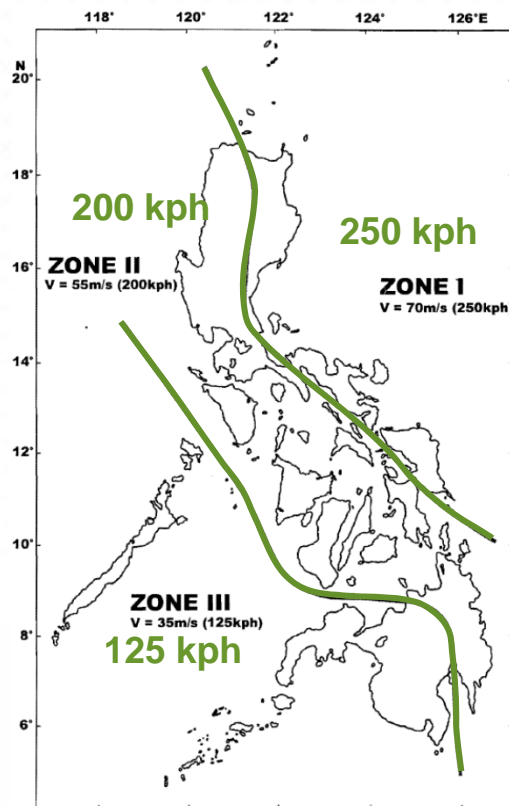 118° 120° 122° 124° 126°E
N
20°
18°
200 kph
250 kph
16°
ZONE II
V = 55m/s (200kph)
ZONE I
V = 70m/s (250kph)
14°
12°
10°
ZONE III
V = 35m/s (125kph)
8°
125 kph
6°